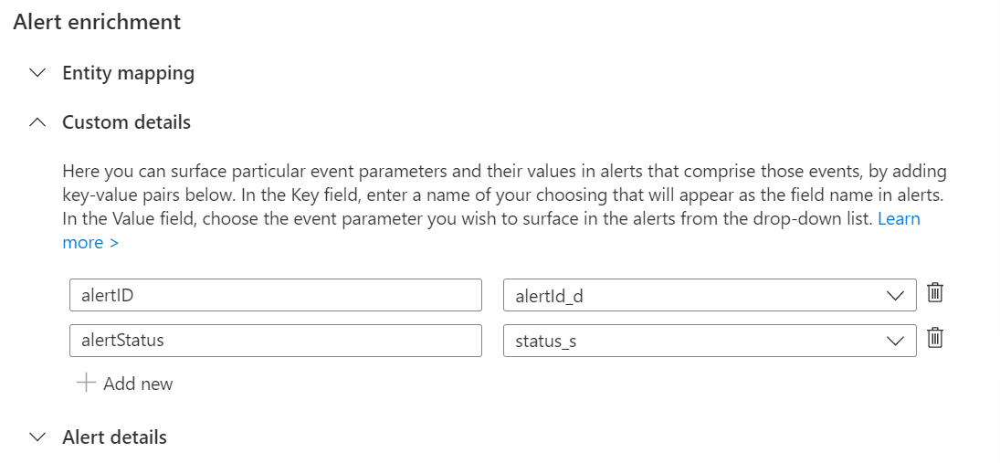 Alert enrichment
Entity mapping
Custom details
Here you can surface particular event parameters and their values in alerts that comprise those events, by adding
key-value pairs below. In the Key field, enter a name of your choosing that will appear as the field name in alerts.
In the Value field, choose the event parameter you wish to surface in the alerts from the drop-down list. Learn
more >
alertID alertId_d
alertStatus status_s
Add new
Alert details